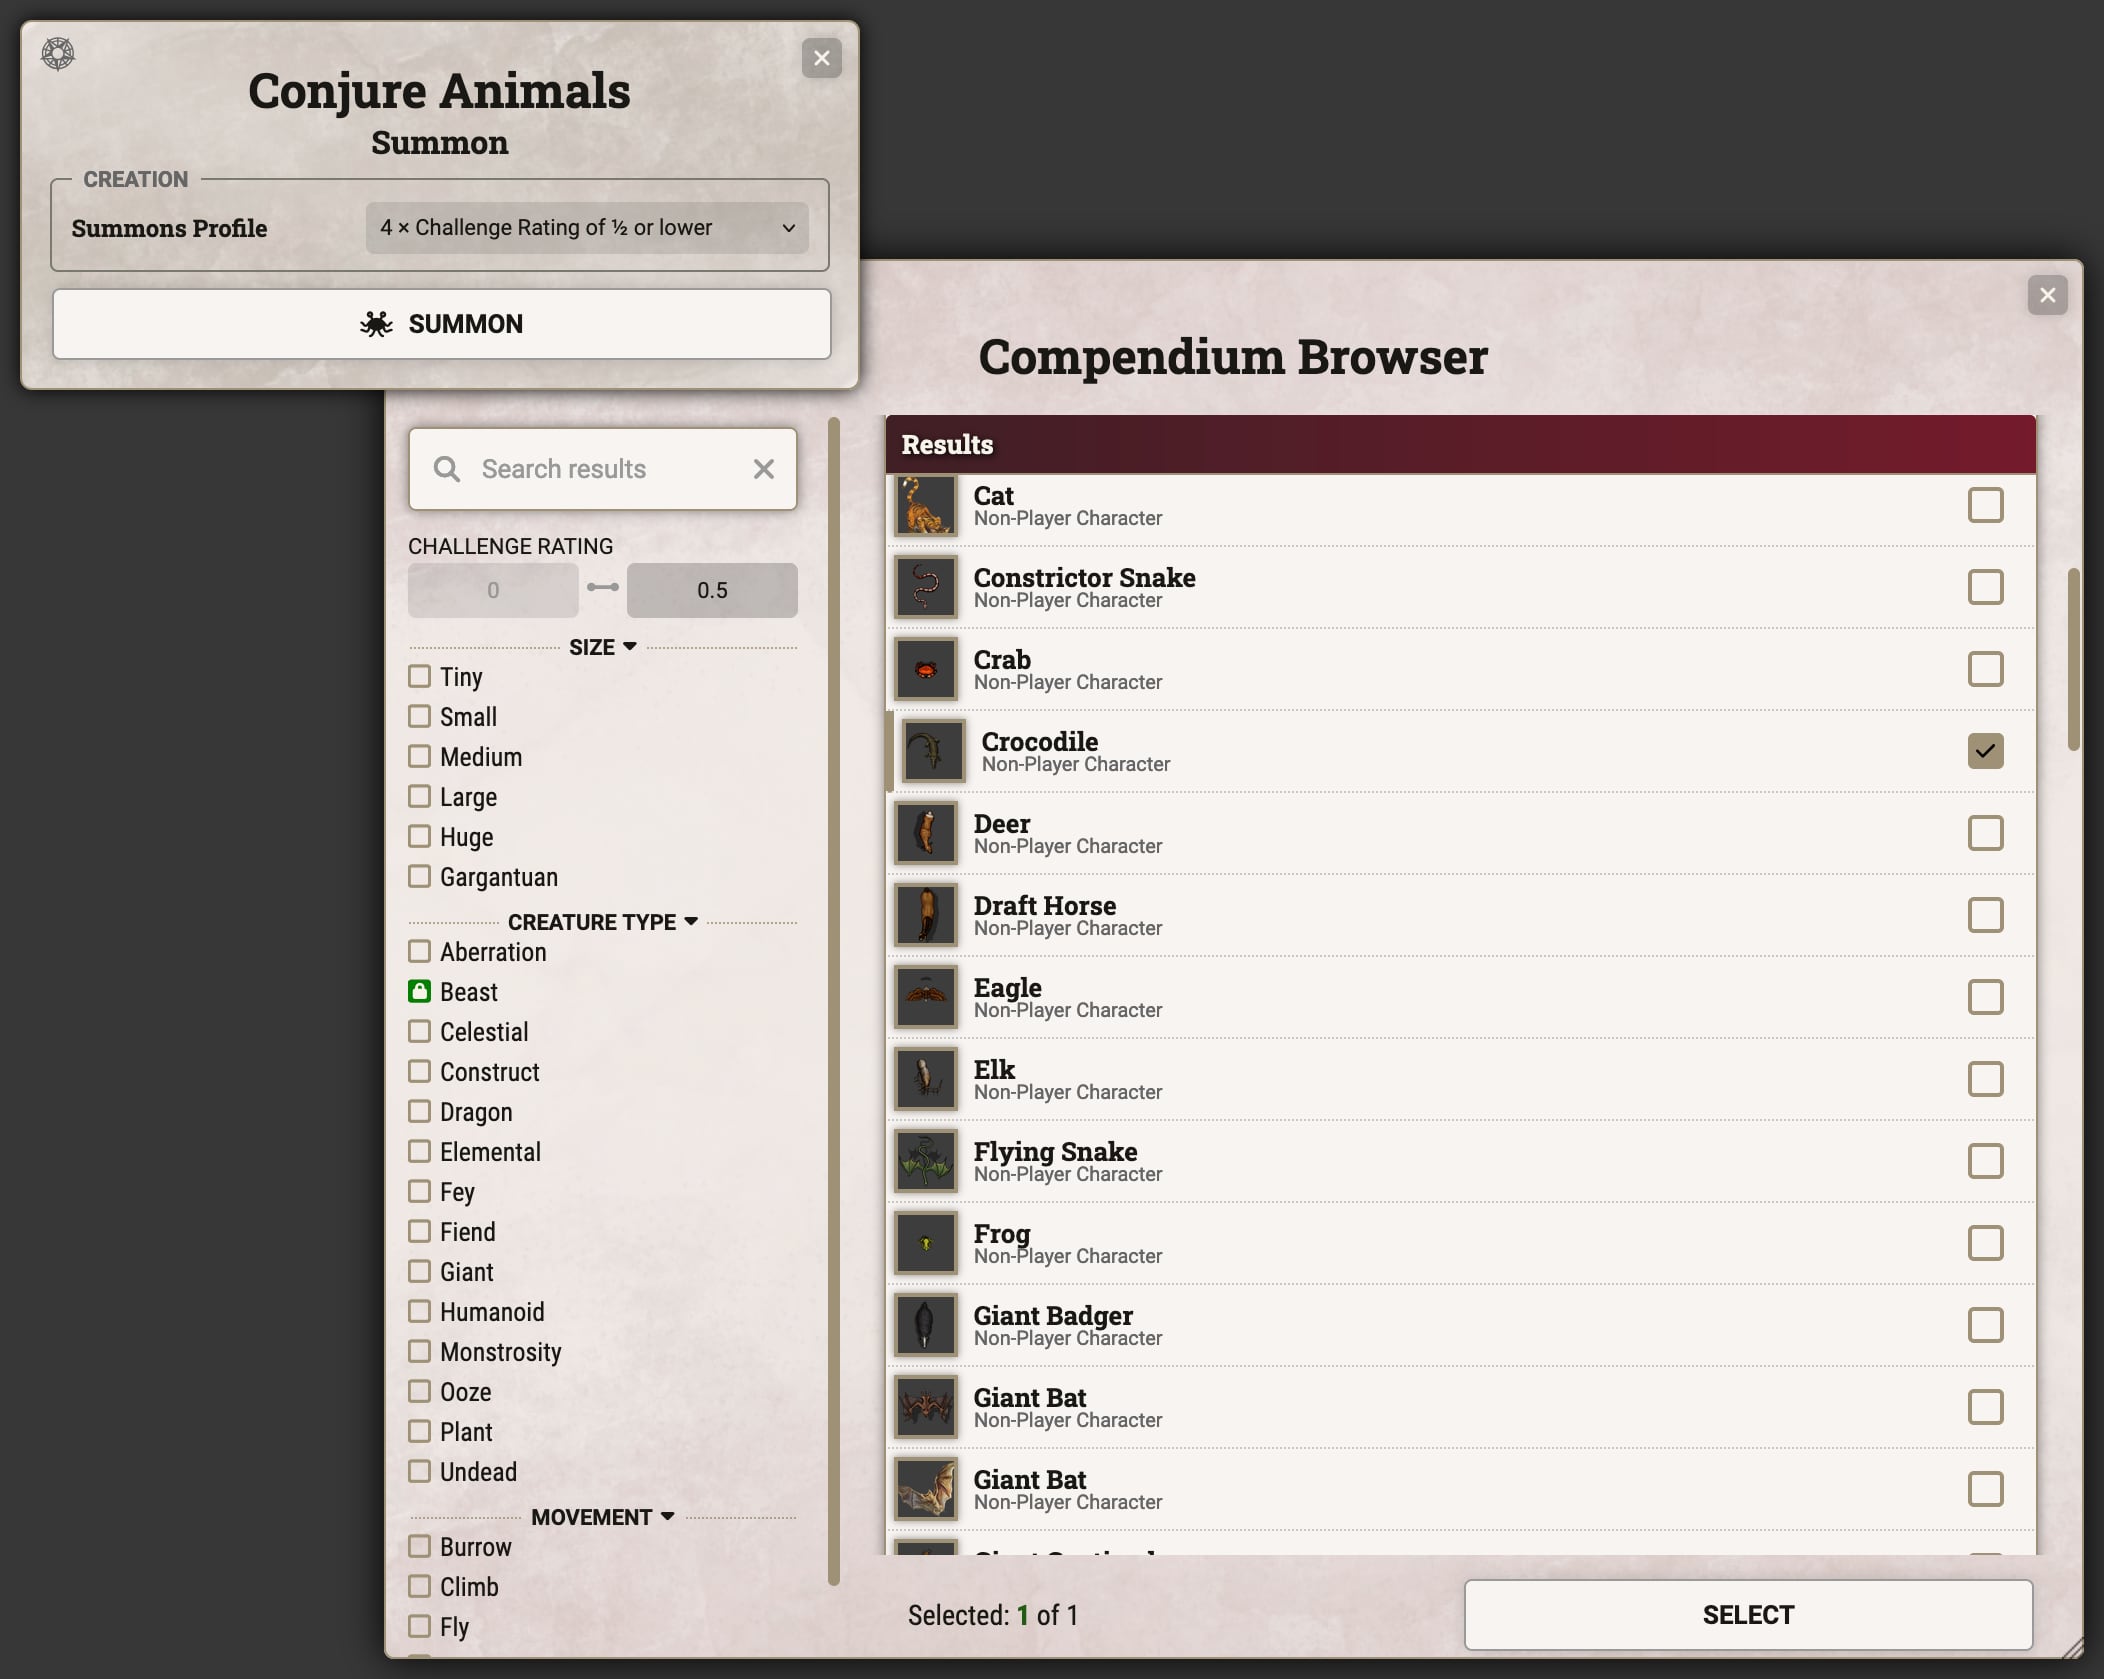 Conjure Animals
Summon
CREATION
Summons Profile
4 × Challenge Rating of ½ or lower
SUMMON
Compendium Browser
Search results
CHALLENGE RATING
0
0.5
SIZE
Tiny
Small
Medium
Large
Huge
Gargantuan
CREATURE TYPE
Aberration
Beast
Celestial
Construct
Dragon
Elemental
Fey
Fiend
Giant
Humanoid
Monstrosity
Ooze
Plant
Undead
MOVEMENT
Burrow
Climb
Fly
Results
Cat
Non-Player Character
Constrictor Snake
Non-Player Character
Crab
Non-Player Character
Crocodile
Non-Player Character
Deer
Non-Player Character
Draft Horse
Non-Player Character
Eagle
Non-Player Character
Elk
Non-Player Character
Flying Snake
Non-Player Character
Frog
Non-Player Character
Giant Badger
Non-Player Character
Giant Bat
Non-Player Character
Giant Bat
Non-Player Character
Selected: 1 of 1
SELECT